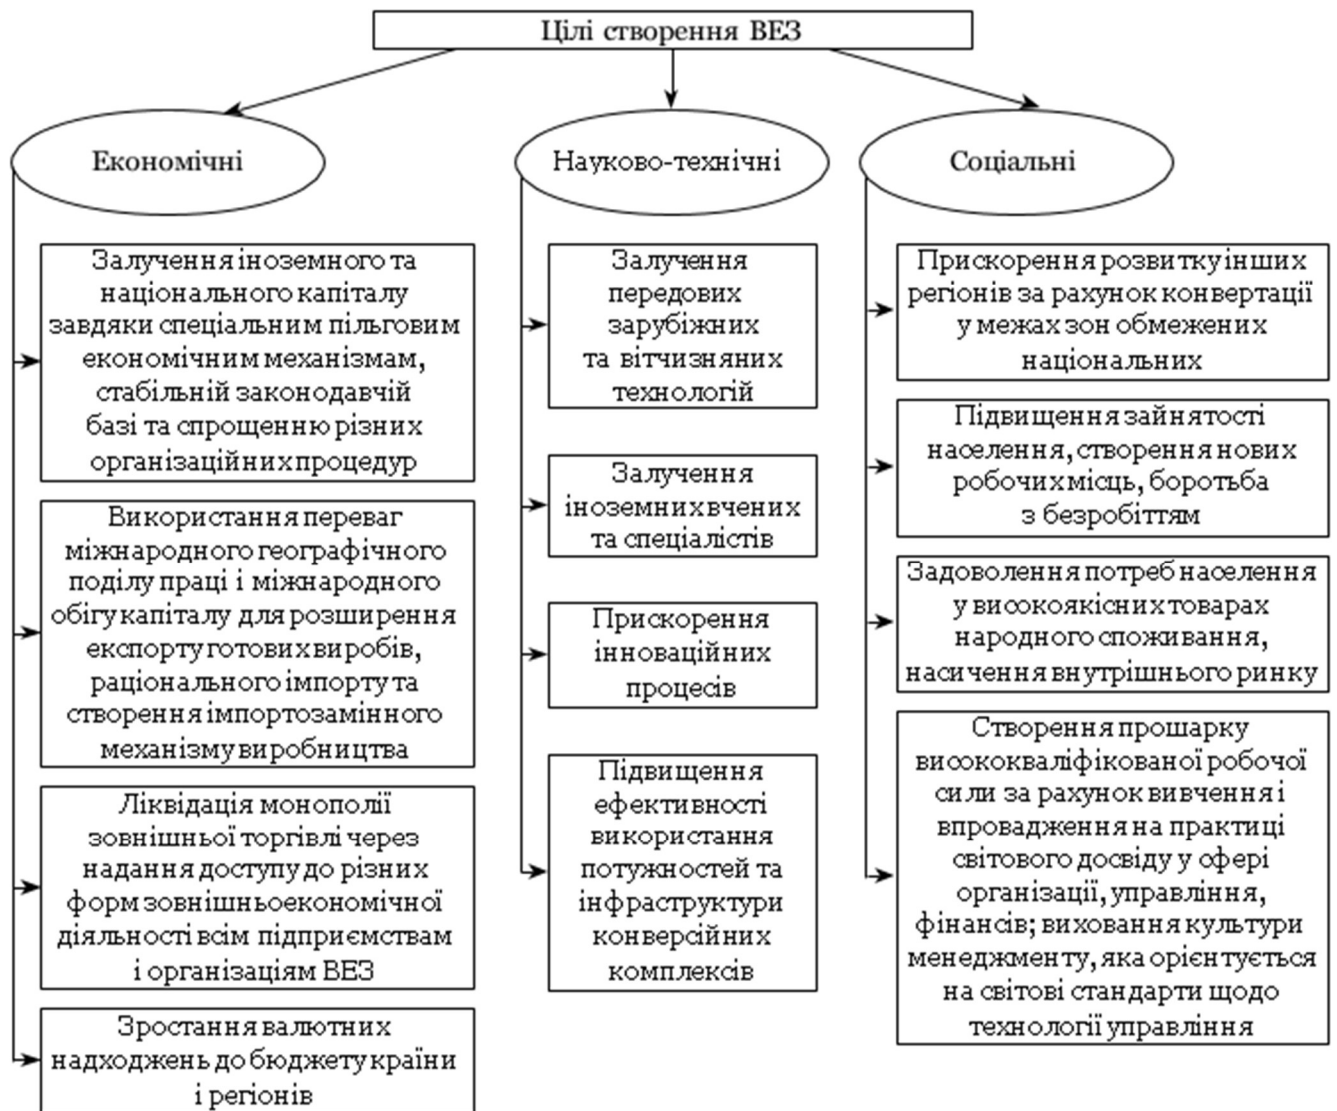 Цілі створення ВЕЗ
Економічні
Залучення іноземного та
національного капіталу
завдяки спеціальним пільговим
економічним механізмам,
стабільній законодавчій
базі та спрощенню різних
організаційних процедур
Використання переваг
міжнародного географічного
поділу праці і міжнародного
обігу капіталу для розширення
експорту готових виробів,
раціонального імпорту та
створення імпортозамінного
механізму виробництва
Ліквідація монополії
зовнішньої торгівлі через
надання доступу до різних
форм зовнішньоекономічної
діяльності всім підприємствам
і організаціям ВЕЗ
Зростання валютних
надходжень до бюджету країни
і регіонів
Науково-технічні
Залучення
передових
зарубіжних
та вітчизняних
технологій
Залучення
іноземних вчених
та спеціалістів
Прискорення
інноваційних
процесів
Підвищення
ефективності
використання
потужностей та
інфраструктури
конверсійних
комплексів
Соціальні
Прискорення розвитку інших
регіонів за рахунок конвертації
у межах зон обмежених
національних
Підвищення зайнятості
населення, створення нових
робочих місць, боротьба
з безробіттям
Задоволення потреб населення
у високоякісних товарах
народного споживання,
насичення внутрішнього ринку
Створення прошарку
висококваліфікованої робочої
сили за рахунок вивчення і
впровадження на практиці
світового досвіду у сфері
організації, управління,
фінансів; виховання культури
менеджменту, яка орієнтується
на світові стандарти щодо
технології управління